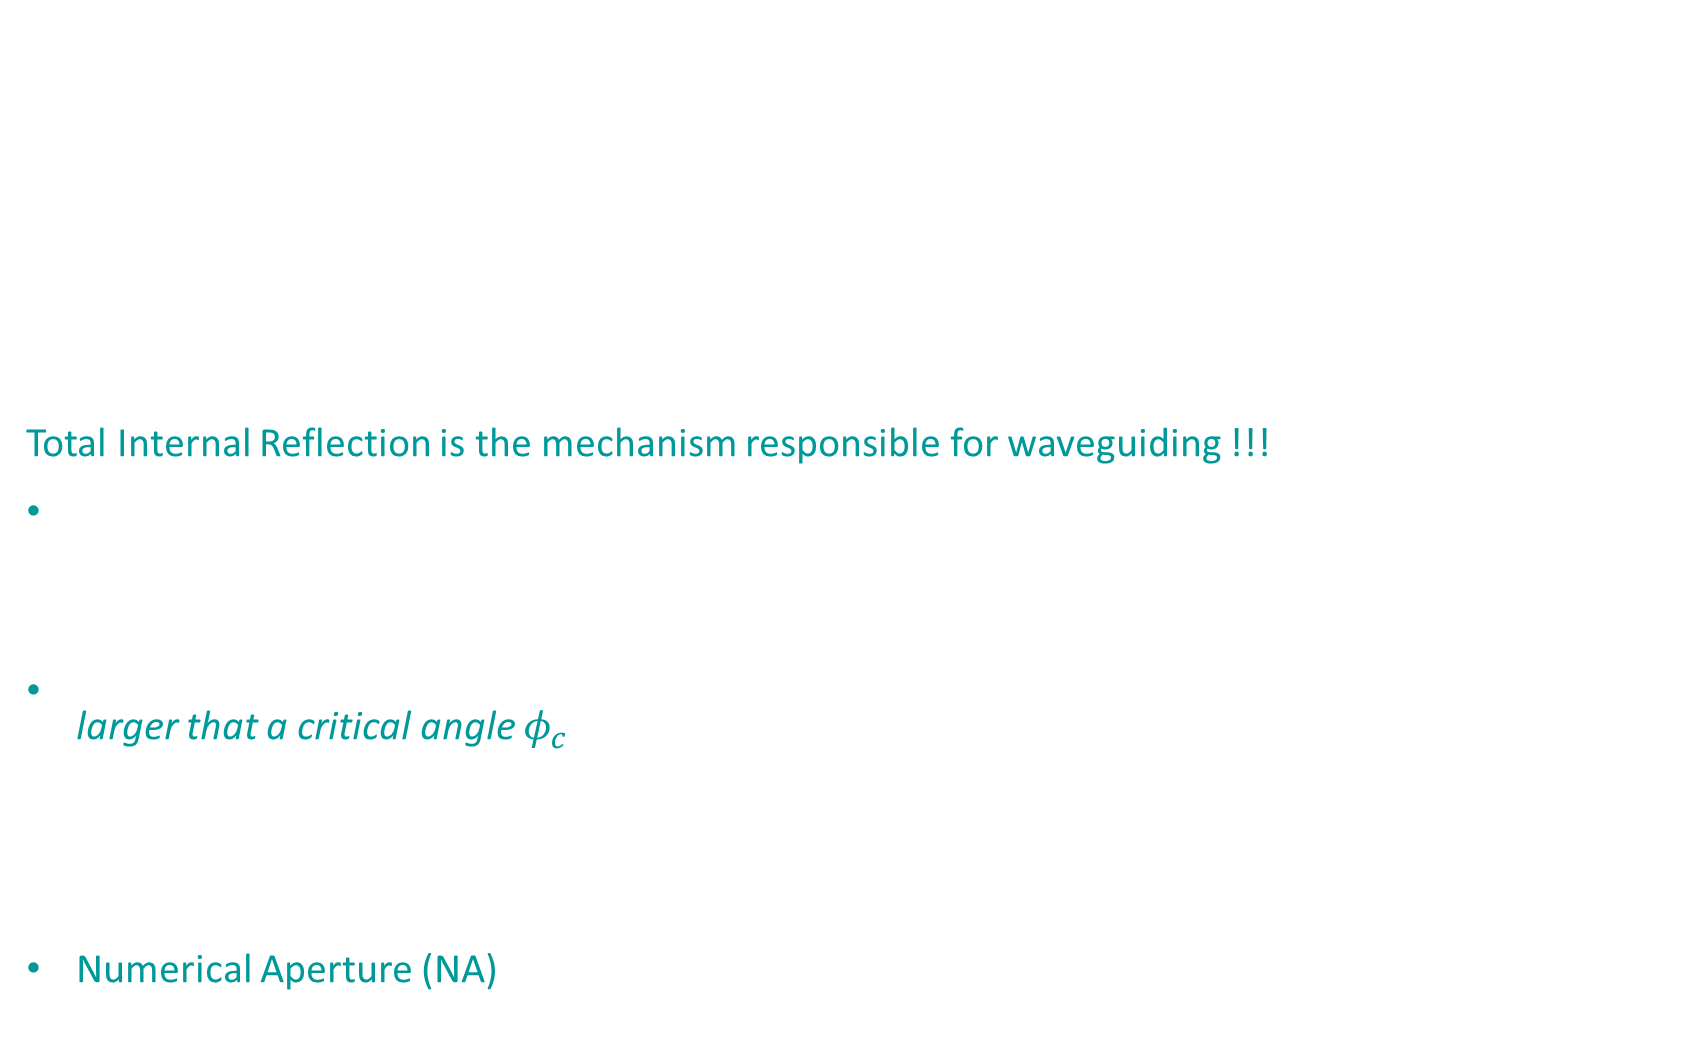 Total Internal Reflection is the mechanism responsible for waveguiding !!!
•
•
larger that a critical angle ϕc
• Numerical Aperture (NA)